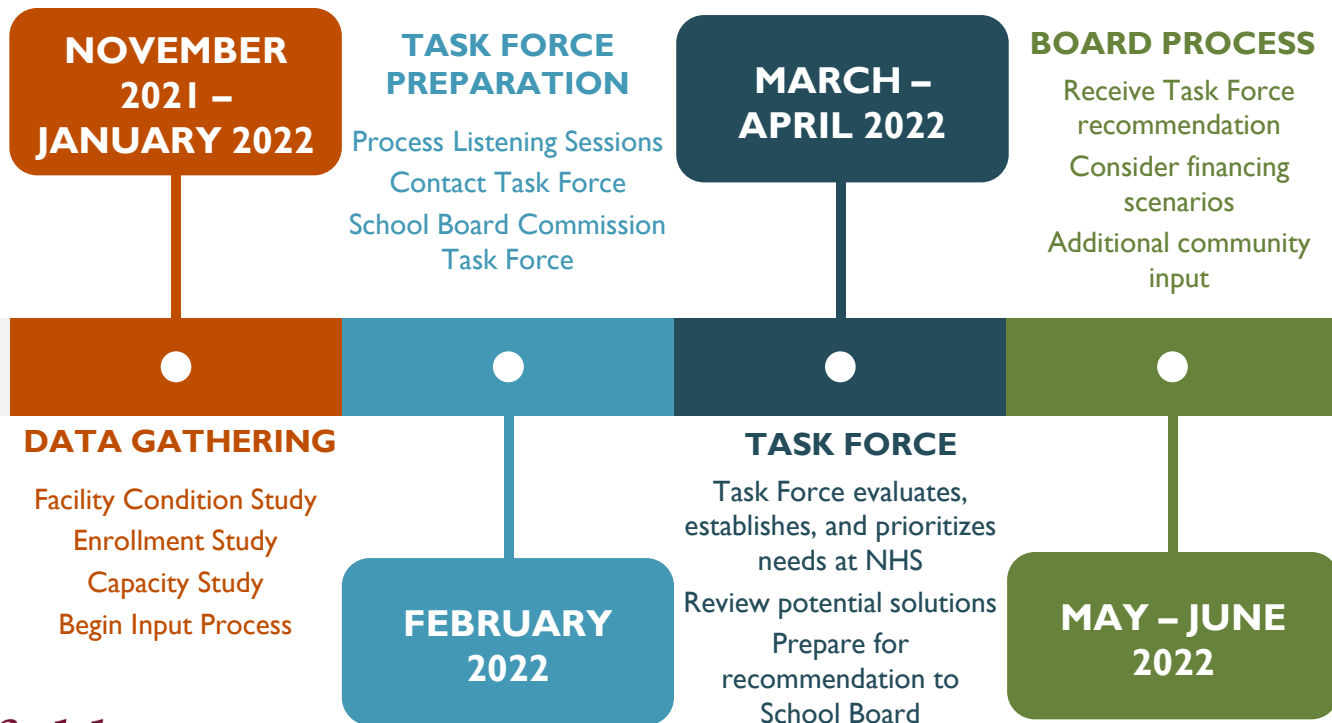 NOVEMBER
2021 –
JANUARY 2022
DATA GATHERING
Facility Condition Study
Enrollment Study
Capacity Study
Begin Input Process
TASK FORCE
PREPARATION
Process Listening Sessions
Contact Task Force
School Board Commission
Task Force
FEBRUARY
2022
MARCH –
APRIL 2022
TASK FORCE
Task Force evaluates,
establishes, and prioritizes
needs at NHS
Review potential solutions
Prepare for
recommendation to
School Board
BOARD PROCESS
Receive Task Force
recommendation
Consider financing
scenarios
Additional community
input
MAY – JUNE
2022